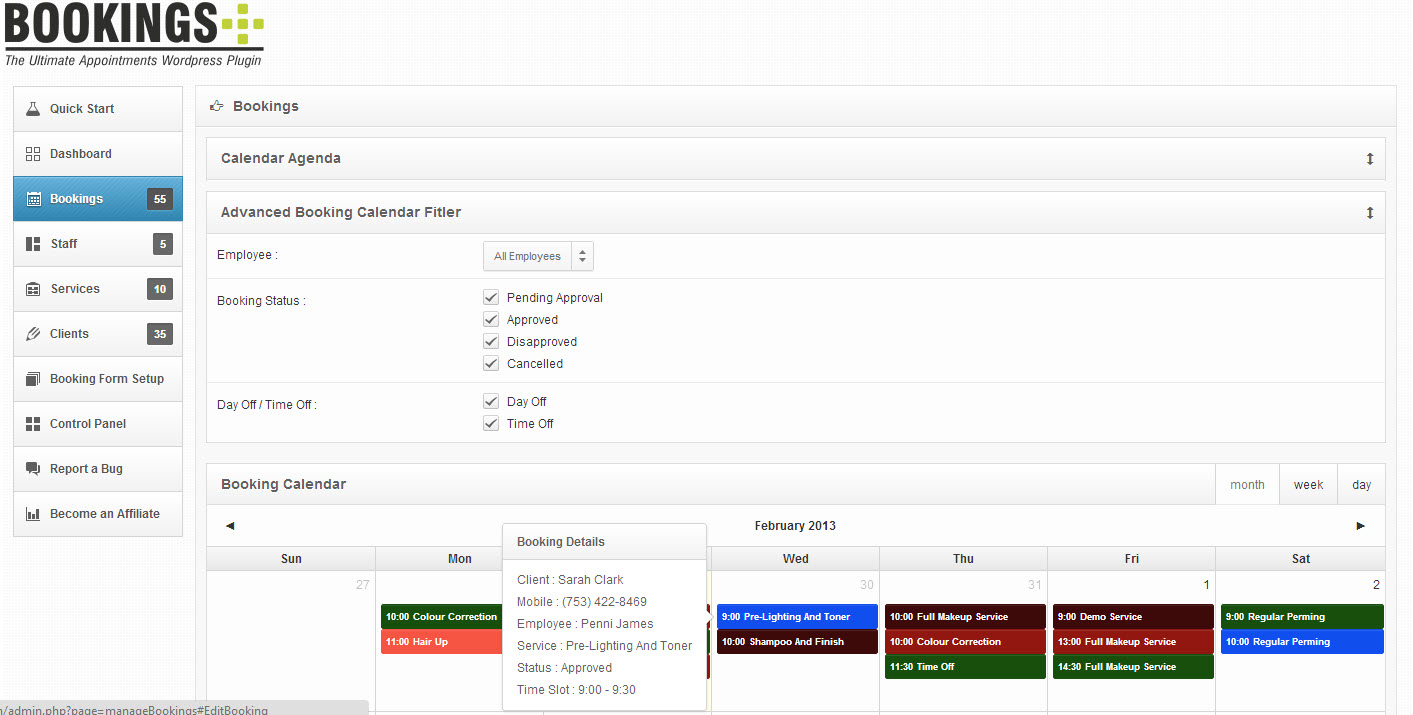 BOOKINGS
The Ultimate Appointments Wordpress Plugin
Quick Start
Dashboard
Bookings 55
Staff 5
Services 10
Clients 35
Booking Form Setup
Control Panel
Report a Bug
Become an Affiliate
Bookings
Calendar Agenda
Advanced Booking Calendar Fitler
Employee : All Employees
Booking Status : Pending Approval
Approved
Disapproved
Cancelled
Day Off / Time Off : Day Off
Time Off
Booking Calendar month week day
February 2013
Sun Mon Wed Thu Fri Sat
27 30 31 1 2
10:00 Colour Correction
11:00 Hair Up
Booking Details
Client : Sarah Clark
Mobile : (753) 422-8469
Employee : Penni James
Service : Pre-Lighting And Toner
Status : Approved
Time Slot : 9:00 - 9:30
9:00 Pre-Lighting And Toner
10:00 Shampoo And Finish
10:00 Full Makeup Service
10:00 Colour Correction
11:30 Time Off
9:00 Demo Service
13:00 Full Makeup Service
14:30 Full Makeup Service
9:00 Regular Perming
10:00 Regular Perming
/admin.php?page=manageBookings#EditBooking